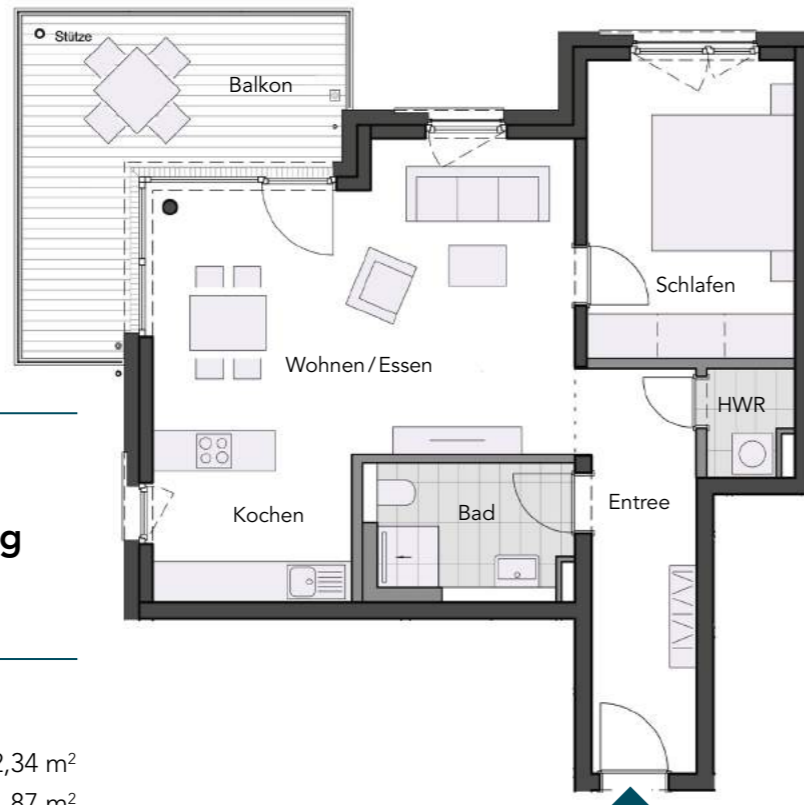 Stütze
Balkon
Schlafen
Wohnen/Essen
HWR
Kochen
Bad
Entree
g
2,34 m²
87 m²